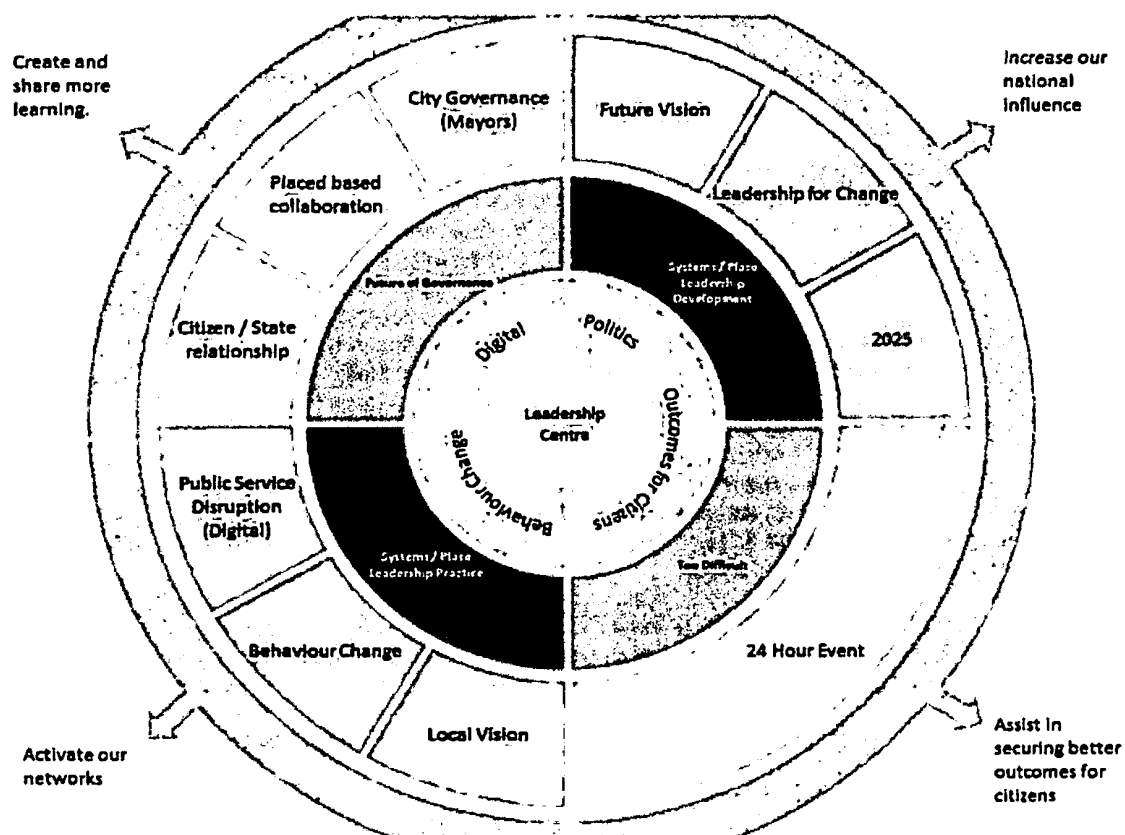 Create and
share more
learning.
Increase our
national
influence
City Governance
(Mayors)
Future Vision
Placed based
collaboration
Leadership for Change
Future of Governance
Systems / Place
Leadership
Development
Citizen / State
relationship
2025
Digital
Politics
Leadership
Centre
Behaviour Change
Outcomes for Citizens
Public Service
Disruption
(Digital)
Systems / Place
Leadership Practice
Too Difficult
Behaviour Change
24 Hour Event
Local Vision
Activate our
networks
Assist in
securing better
outcomes for
citizens